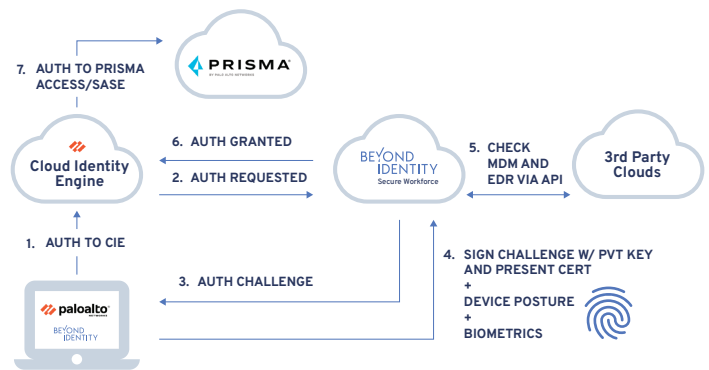 7. AUTH TO PRISMA
ACCESS/SASE
PRISMA
BY PALO ALTO NETWORKS
Cloud Identity
Engine
6. AUTH GRANTED
2. AUTH REQUESTED
BEYOND
IDENTITY
Secure Workforce
5. CHECK
MDM AND
EDR VIA API
3rd Party
Clouds
1. AUTH TO CIE
3. AUTH CHALLENGE
4. SIGN CHALLENGE W/ PVT KEY
AND PRESENT CERT
+
DEVICE POSTURE
+
BIOMETRICS
paloalto
NETWORKS
BEYOND
IDENTITY